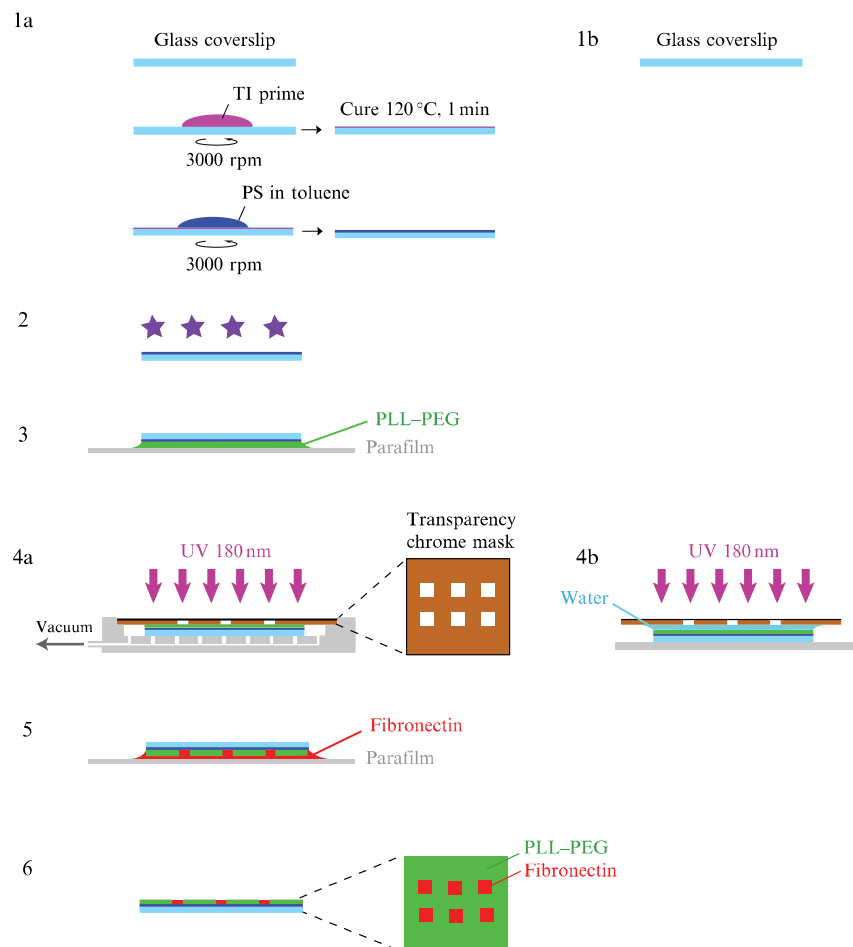 1a
Glass coverslip
1b
Glass coverslip
TI prime
Cure 120 °C, 1 min
3000 rpm
PS in toluene
3000 rpm
2
3
PLL–PEG
Parafilm
4a
UV 180 nm
Transparency
chrome mask
Vacuum
4b
UV 180 nm
Water
5
Fibronectin
Parafilm
6
PLL–PEG
Fibronectin